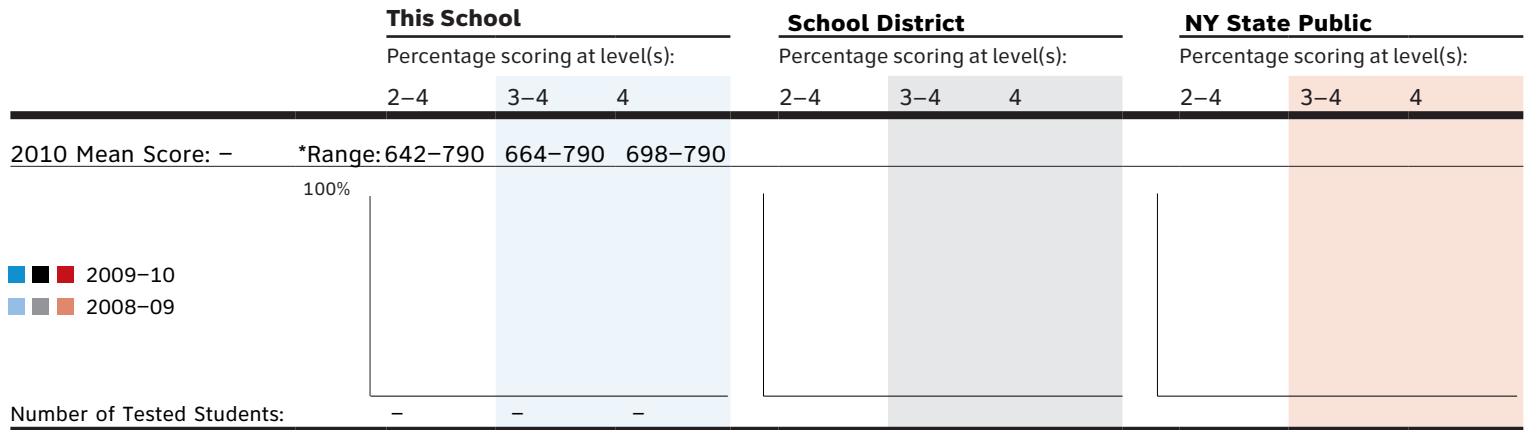 This School School District NY State Public
Percentage scoring at level(s): Percentage scoring at level(s): Percentage scoring at level(s):
2–4 3–4 4 2–4 3–4 4 2–4 3–4 4
2010 Mean Score: – *Range: 642–790 664–790 698–790
100%
2009–10
2008–09
Number of Tested Students: – – –